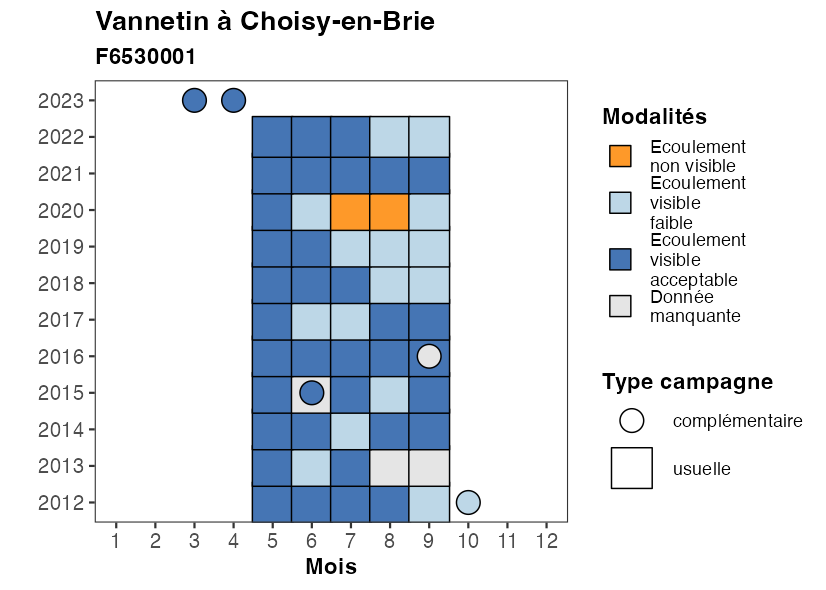 Vannetin à Choisy-en-Brie
F6530001
2023
2022
2021
2020
2019
2018
2017
2016
2015
2014
2013
2012
1 2 3 4 5 6 7 8 9 10 11 12
Mois
Modalités
Ecoulement
non visible
Ecoulement
visible
faible
Ecoulement
visible
acceptable
Donnée
manquante
Type campagne
complémentaire
usuelle